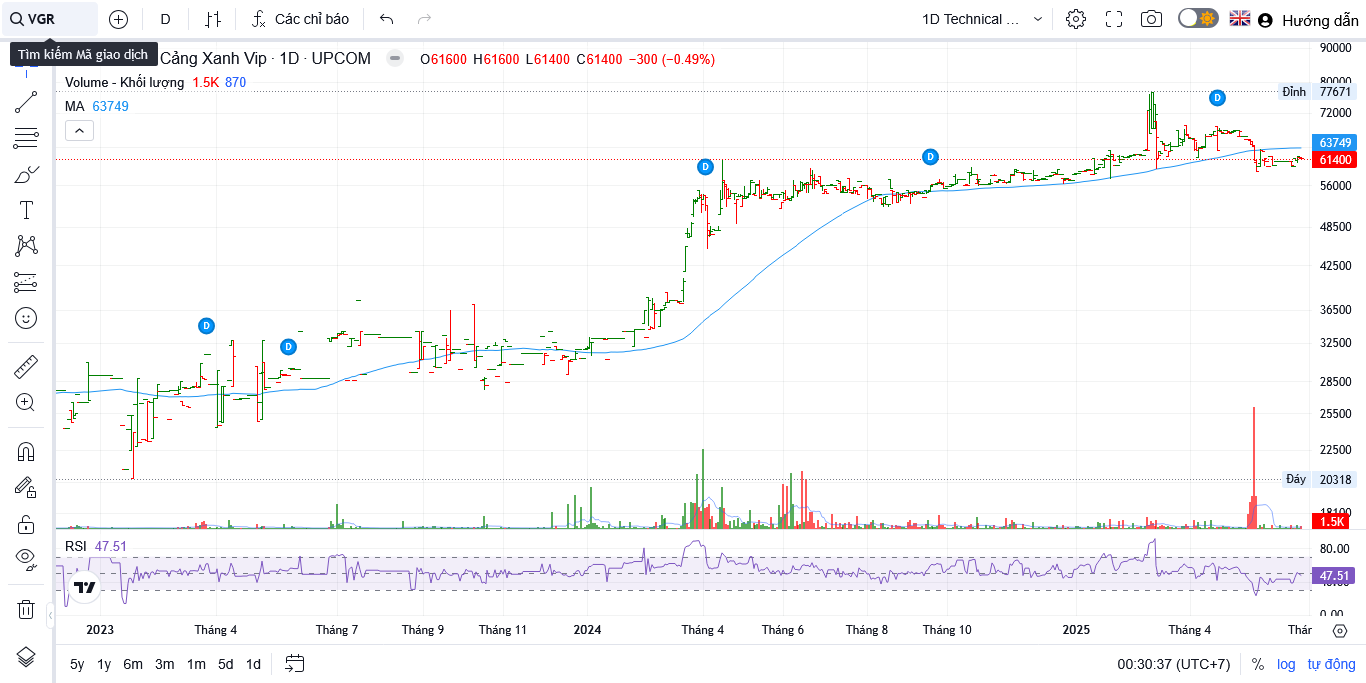 VGR D Các chỉ báo 1D Technical ... Hướng dẫn
Tìm kiếm Mã giao dịch
Cảng Xanh Vip · 1D · UPCOM O61600 H61600 L61400 C61400 −300 (−0.49%)
Volume - Khối lượng 1.5K 870
MA 63749
D
D
D
D
D
90000
80000
Đỉnh 77671
72000
63749
61400
56000
48500
42500
36500
32500
28500
25500
22500
Đáy 20318
18100
1.5K
RSI 47.51
80.00
47.51
0.00
2023 Tháng 4 Tháng 7 Tháng 9 Tháng 11 2024 Tháng 4 Tháng 6 Tháng 8 Tháng 10 2025 Tháng 4 Thár
5y 1y 6m 3m 1m 5d 1d 00:30:37 (UTC+7) % log tự động